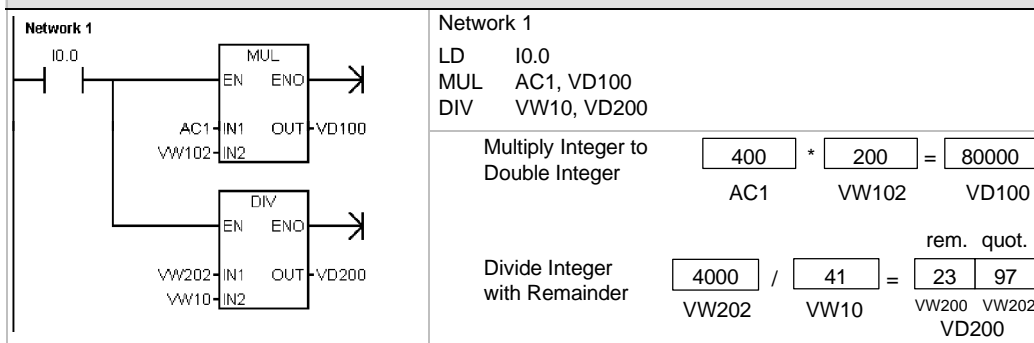 Network 1
I0.0
MUL
EN ENO
AC1 IN1 OUT VD100
VW102 IN2
DIV
EN ENO
VW202 IN1 OUT VD200
VW10 IN2
Network 1
LD I0.0
MUL AC1, VD100
DIV VW10, VD200
Multiply Integer to
Double Integer
400 * 200 = 80000
AC1 VW102 VD100
rem. quot.
Divide Integer
with Remainder
4000 / 41 = 23 97
VW202 VW10 VW200 VW202
VD200